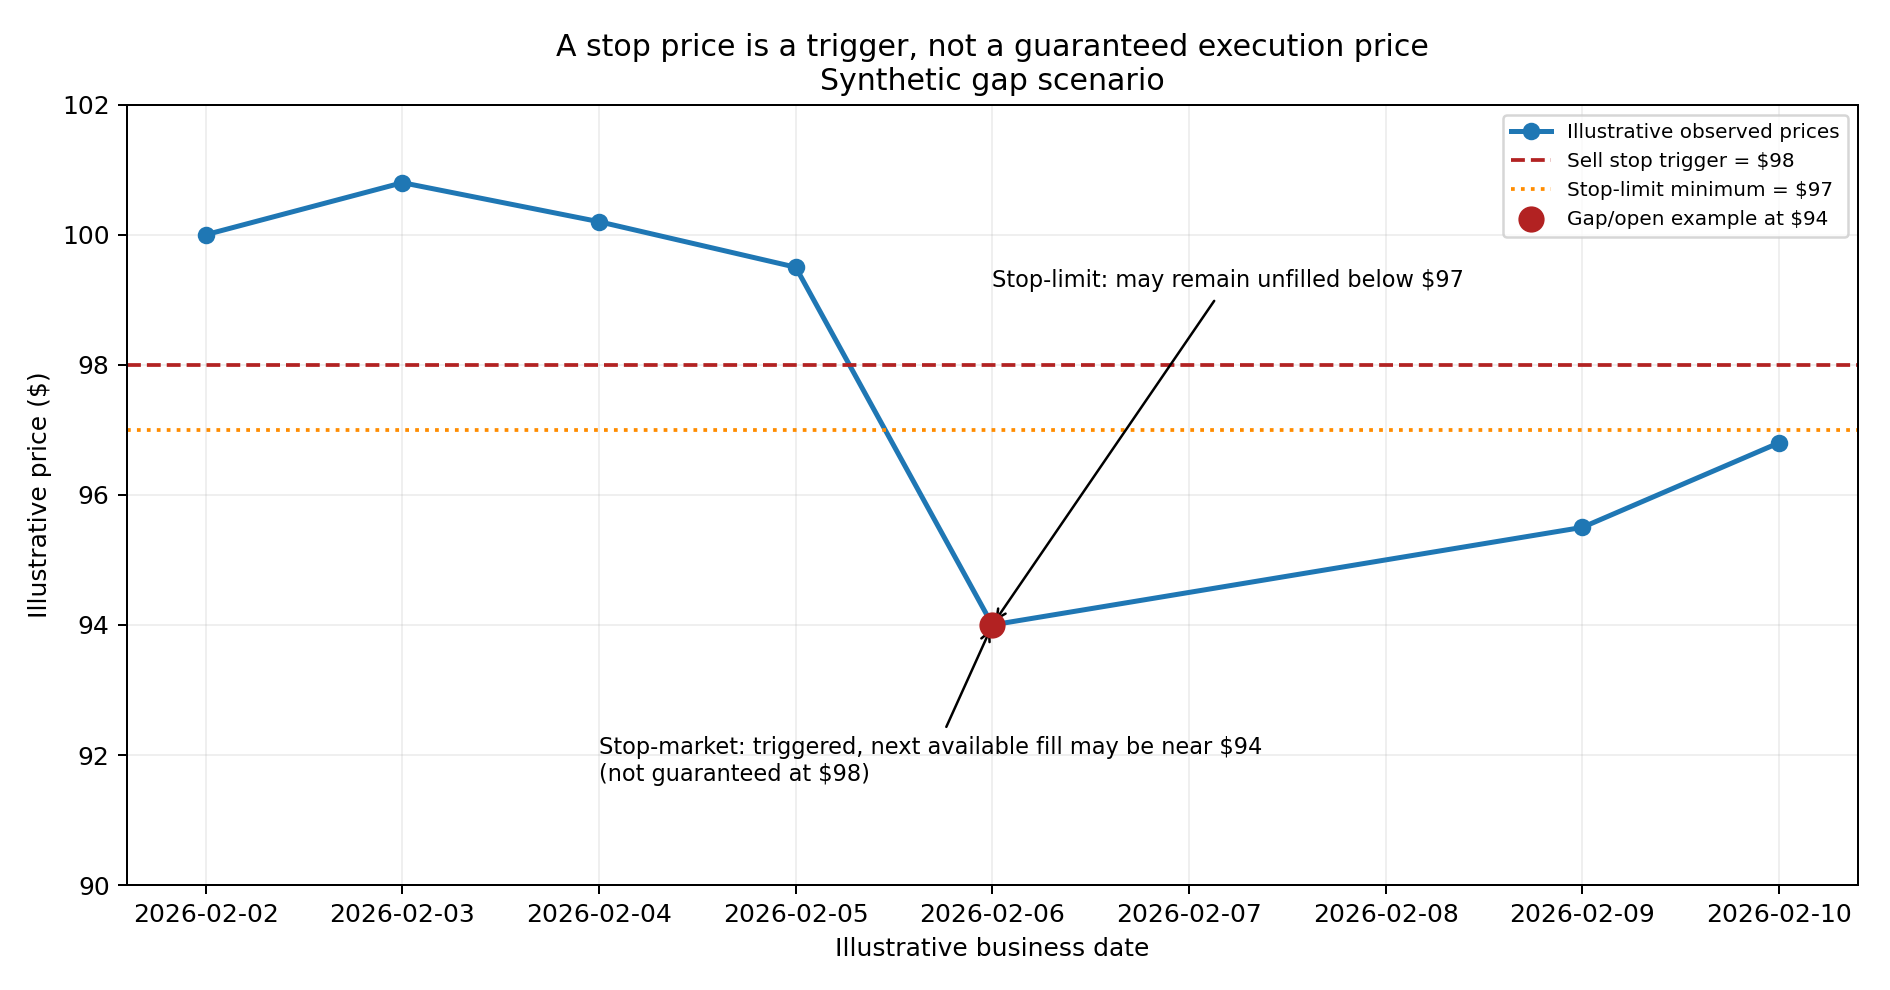 A stop price is a trigger, not a guaranteed execution price
Synthetic gap scenario
Illustrative price ($)
102
100
98
96
94
92
90
Illustrative observed prices
Sell stop trigger = $98
Stop-limit minimum = $97
Gap/open example at $94
Stop-limit: may remain unfilled below $97
Stop-market: triggered, next available fill may be near $94
(not guaranteed at $98)
2026-02-02
2026-02-03
2026-02-04
2026-02-05
2026-02-06
2026-02-07
2026-02-08
2026-02-09
2026-02-10
Illustrative business date